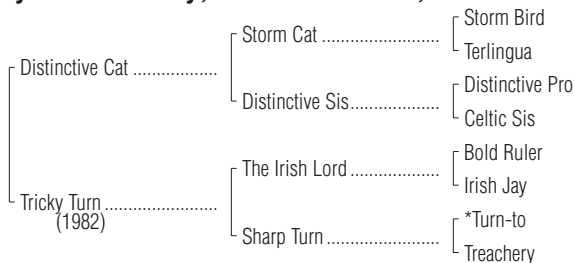 Storm Bird
Storm Cat ........................
Terlingua
Distinctive Cat .................
Distinctive Pro
Distinctive Sis..................
Celtic Sis
Bold Ruler
The Irish Lord ..................
Irish Jay
Tricky Turn ......................
(1982)
*Turn-to
Sharp Turn .......................
Treachery